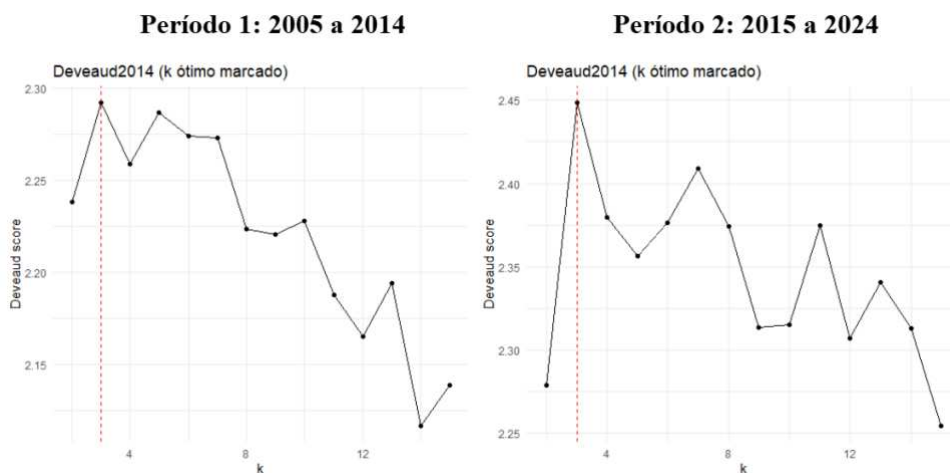 Período 1: 2005 a 2014
Deveaud2014 (k ótimo marcado)
2.30
2.25
2.20
2.15
Deveaud score
4
8
12
k
Período 2: 2015 a 2024
Deveaud2014 (k ótimo marcado)
2.45
2.40
2.35
2.30
2.25
Deveaud score
4
8
12
k